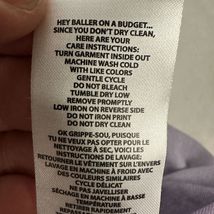 HEY BALLER ON A BUDGET...
SINCE YOU DON'T DRY CLEAN,
HERE ARE YOUR
CARE INSTRUCTIONS:
TURN GARMENT INSIDE OUT
MACHINE WASH COLD
WITH LIKE COLORS
GENTLE CYCLE
DO NOT BLEACH
TUMBLE DRY LOW
REMOVE PROMPTLY
LOW IRON ON REVERSE SIDE
DO NOT IRON PRINT
DO NOT DRY CLEAN
OK GRIPPE-SOU, PUISQUE
TU NE VEUX PAS OPTER POUR LE
NETTOYAGE À SEC, VOICI LES
INSTRUCTIONS DE LAVAGE:
RETOURNER LE VÊTEMENT SUR L'ENVERS
LAVAGE EN MACHINE À FROID AVEC
DES COULEURS SIMILAIRES
CYCLE DÉLICAT
NE PAS JAVELLISER
SÉCHAGE EN MACHINE À BASSE
TEMPÉRATURE
RETIRER RAPIDEMENT